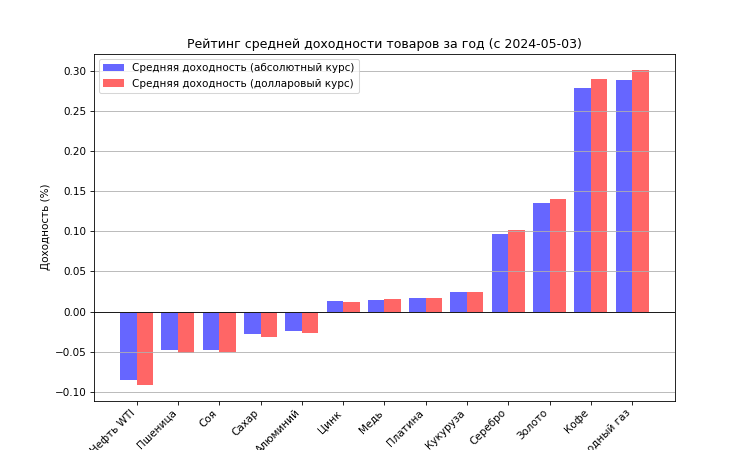 Рейтинг средней доходности товаров за год (с 2024-05-03)
Средняя доходность (абсолютный курс)
Средняя доходность (долларовый курс)
Доходность (%)
0.30
0.25
0.20
0.15
0.10
0.05
0.00
−0.05
−0.10
Нефть WTI
Пшеница
Соя
Сахар
Алюминий
Цинк
Медь
Платина
Кукуруза
Серебро
Золото
Кофе
газ